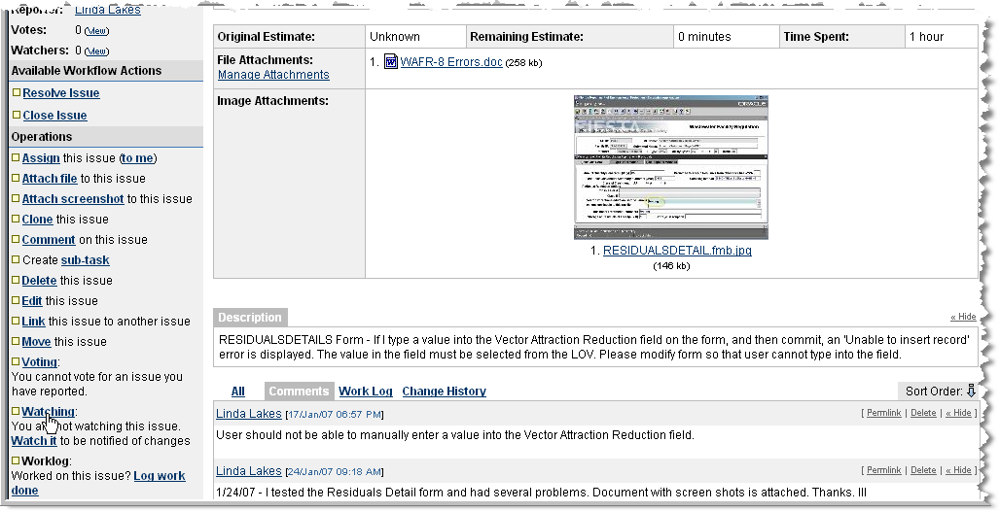 Reporter: Linda Lakes
Votes: 0 (View)
Watchers: 0 (View)
Available Workflow Actions
Resolve Issue
Close Issue
Operations
Assign this issue (to me)
Attach file to this issue
Attach screenshot to this issue
Clone this issue
Comment on this issue
Create sub-task
Delete this issue
Edit this issue
Link this issue to another issue
Move this issue
Voting:
You cannot vote for an issue you
have reported.
Watching:
You are not watching this issue.
Watch it to be notified of changes
Worklog:
Worked on this issue? Log work
done
Original Estimate: Unknown Remaining Estimate: 0 minutes Time Spent: 1 hour
File Attachments: 1. WAFR-8 Errors.doc (258 kb)
Manage Attachments
Image Attachments:
ORACLE
FIESTA Wastewater Facility Regulation
1. RESIDUALSDETAIL.fmb.jpg
(146 kb)
Description « Hide
RESIDUALSDETAILS Form - If I type a value into the Vector Attraction Reduction field on the form, and then commit, an 'Unable to insert record'
error is displayed. The value in the field must be selected from the LOV. Please modify form so that user cannot type into the field.
All Comments Work Log Change History Sort Order:
Linda Lakes [17/Jan/07 06:57 PM] [ Permlink | Delete | « Hide ]
User should not be able to manually enter a value into the Vector Attraction Reduction field.
Linda Lakes [24/Jan/07 09:18 AM] [ Permlink | Delete | « Hide ]
1/24/07 - I tested the Residuals Detail form and had several problems. Document with screen shots is attached. Thanks. lll